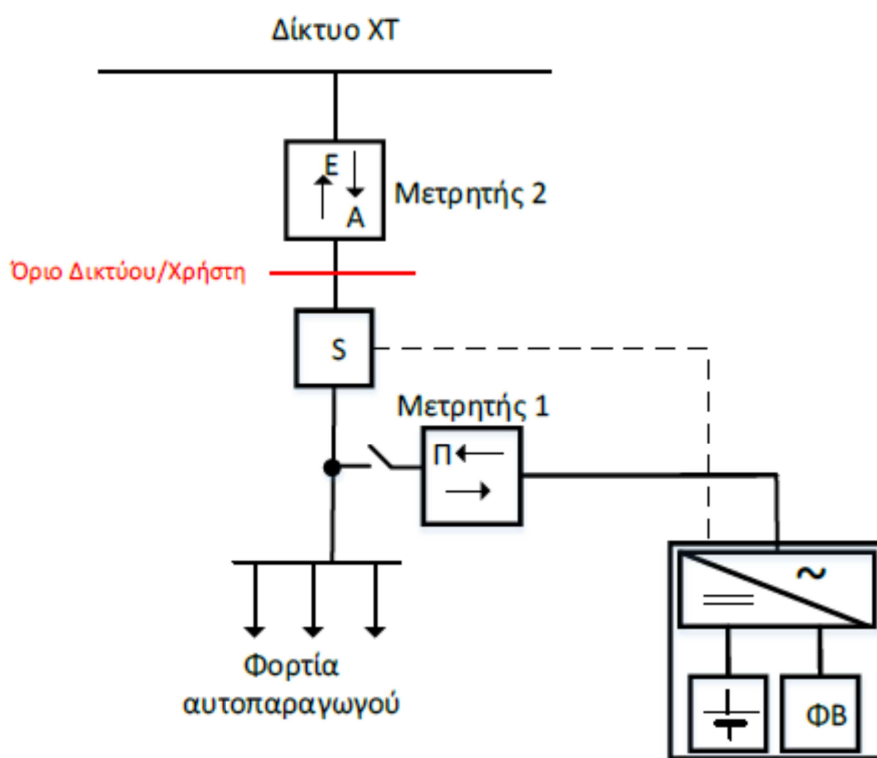 Δίκτυο ΧΤ
Ε
Α
Μετρητής 2
Όριο Δικτύου/Χρήστη
S
Μετρητής 1
Π
~
Φορτία
αυτοπαραγωγού
ΦΒ